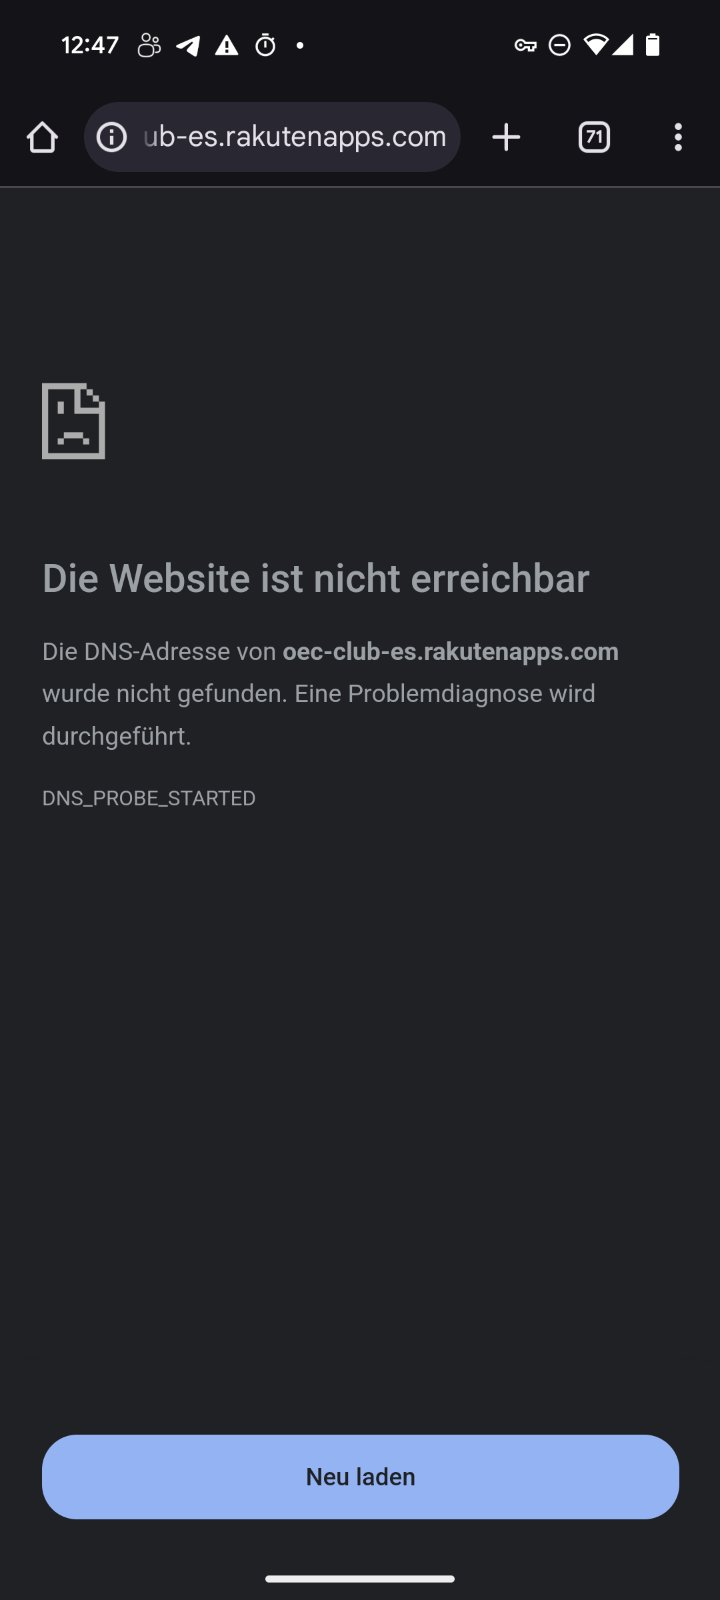 12:47
ub-es.rakutenapps.com
71
Die Website ist nicht erreichbar
Die DNS-Adresse von oec-club-es.rakutenapps.com
wurde nicht gefunden. Eine Problemdiagnose wird
durchgeführt.
DNS_PROBE_STARTED
Neu laden